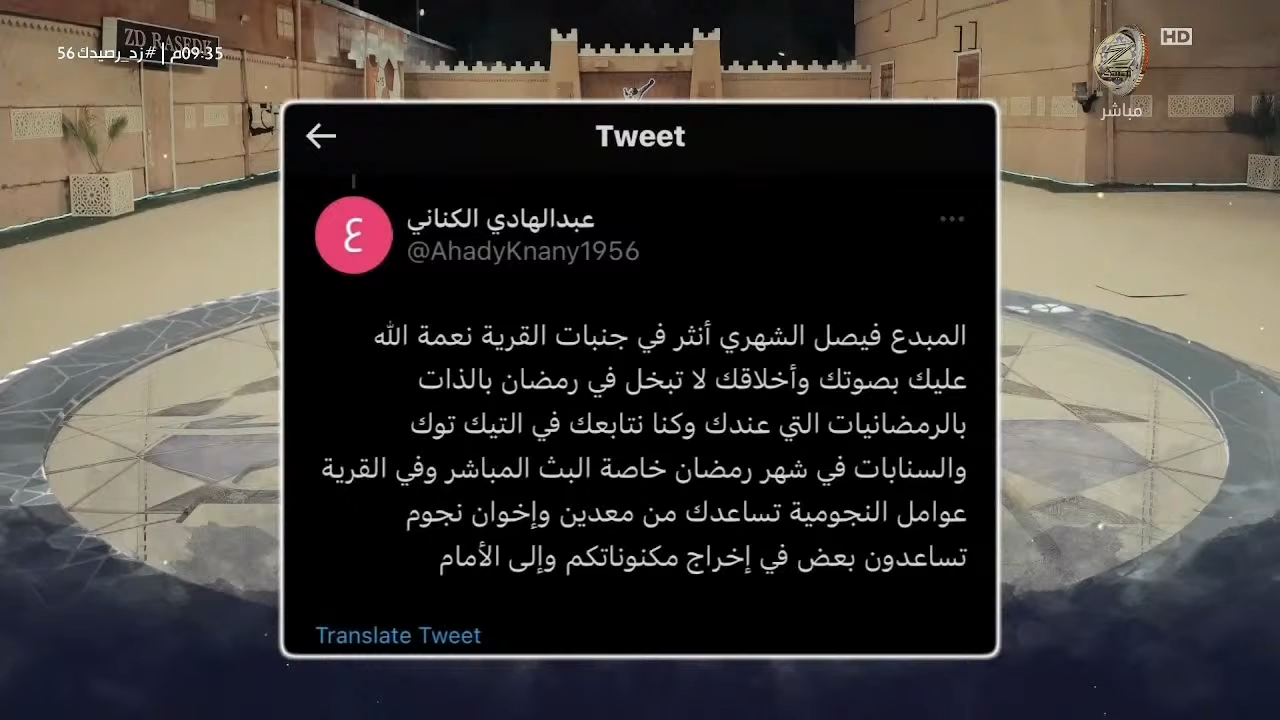 ZD RASEDK
09:35م | #زد_رصيدك56
HD
مباشر
Tweet
ع
عبدالهادي الكناني
@AhadyKnany1956
المبدع فيصل الشهري أنثر في جنبات القرية نعمة الله
عليك بصوتك وأخلاقك لا تبخل في رمضان بالذات
بالرمضانيات التي عندك وكنا نتابعك في التيك توك
والسنابات في شهر رمضان خاصة البث المباشر وفي القرية
عوامل النجومية تساعدك من معدين وإخوان نجوم
تساعدون بعض في إخراج مكنوناتكم وإلى الأمام
Translate Tweet